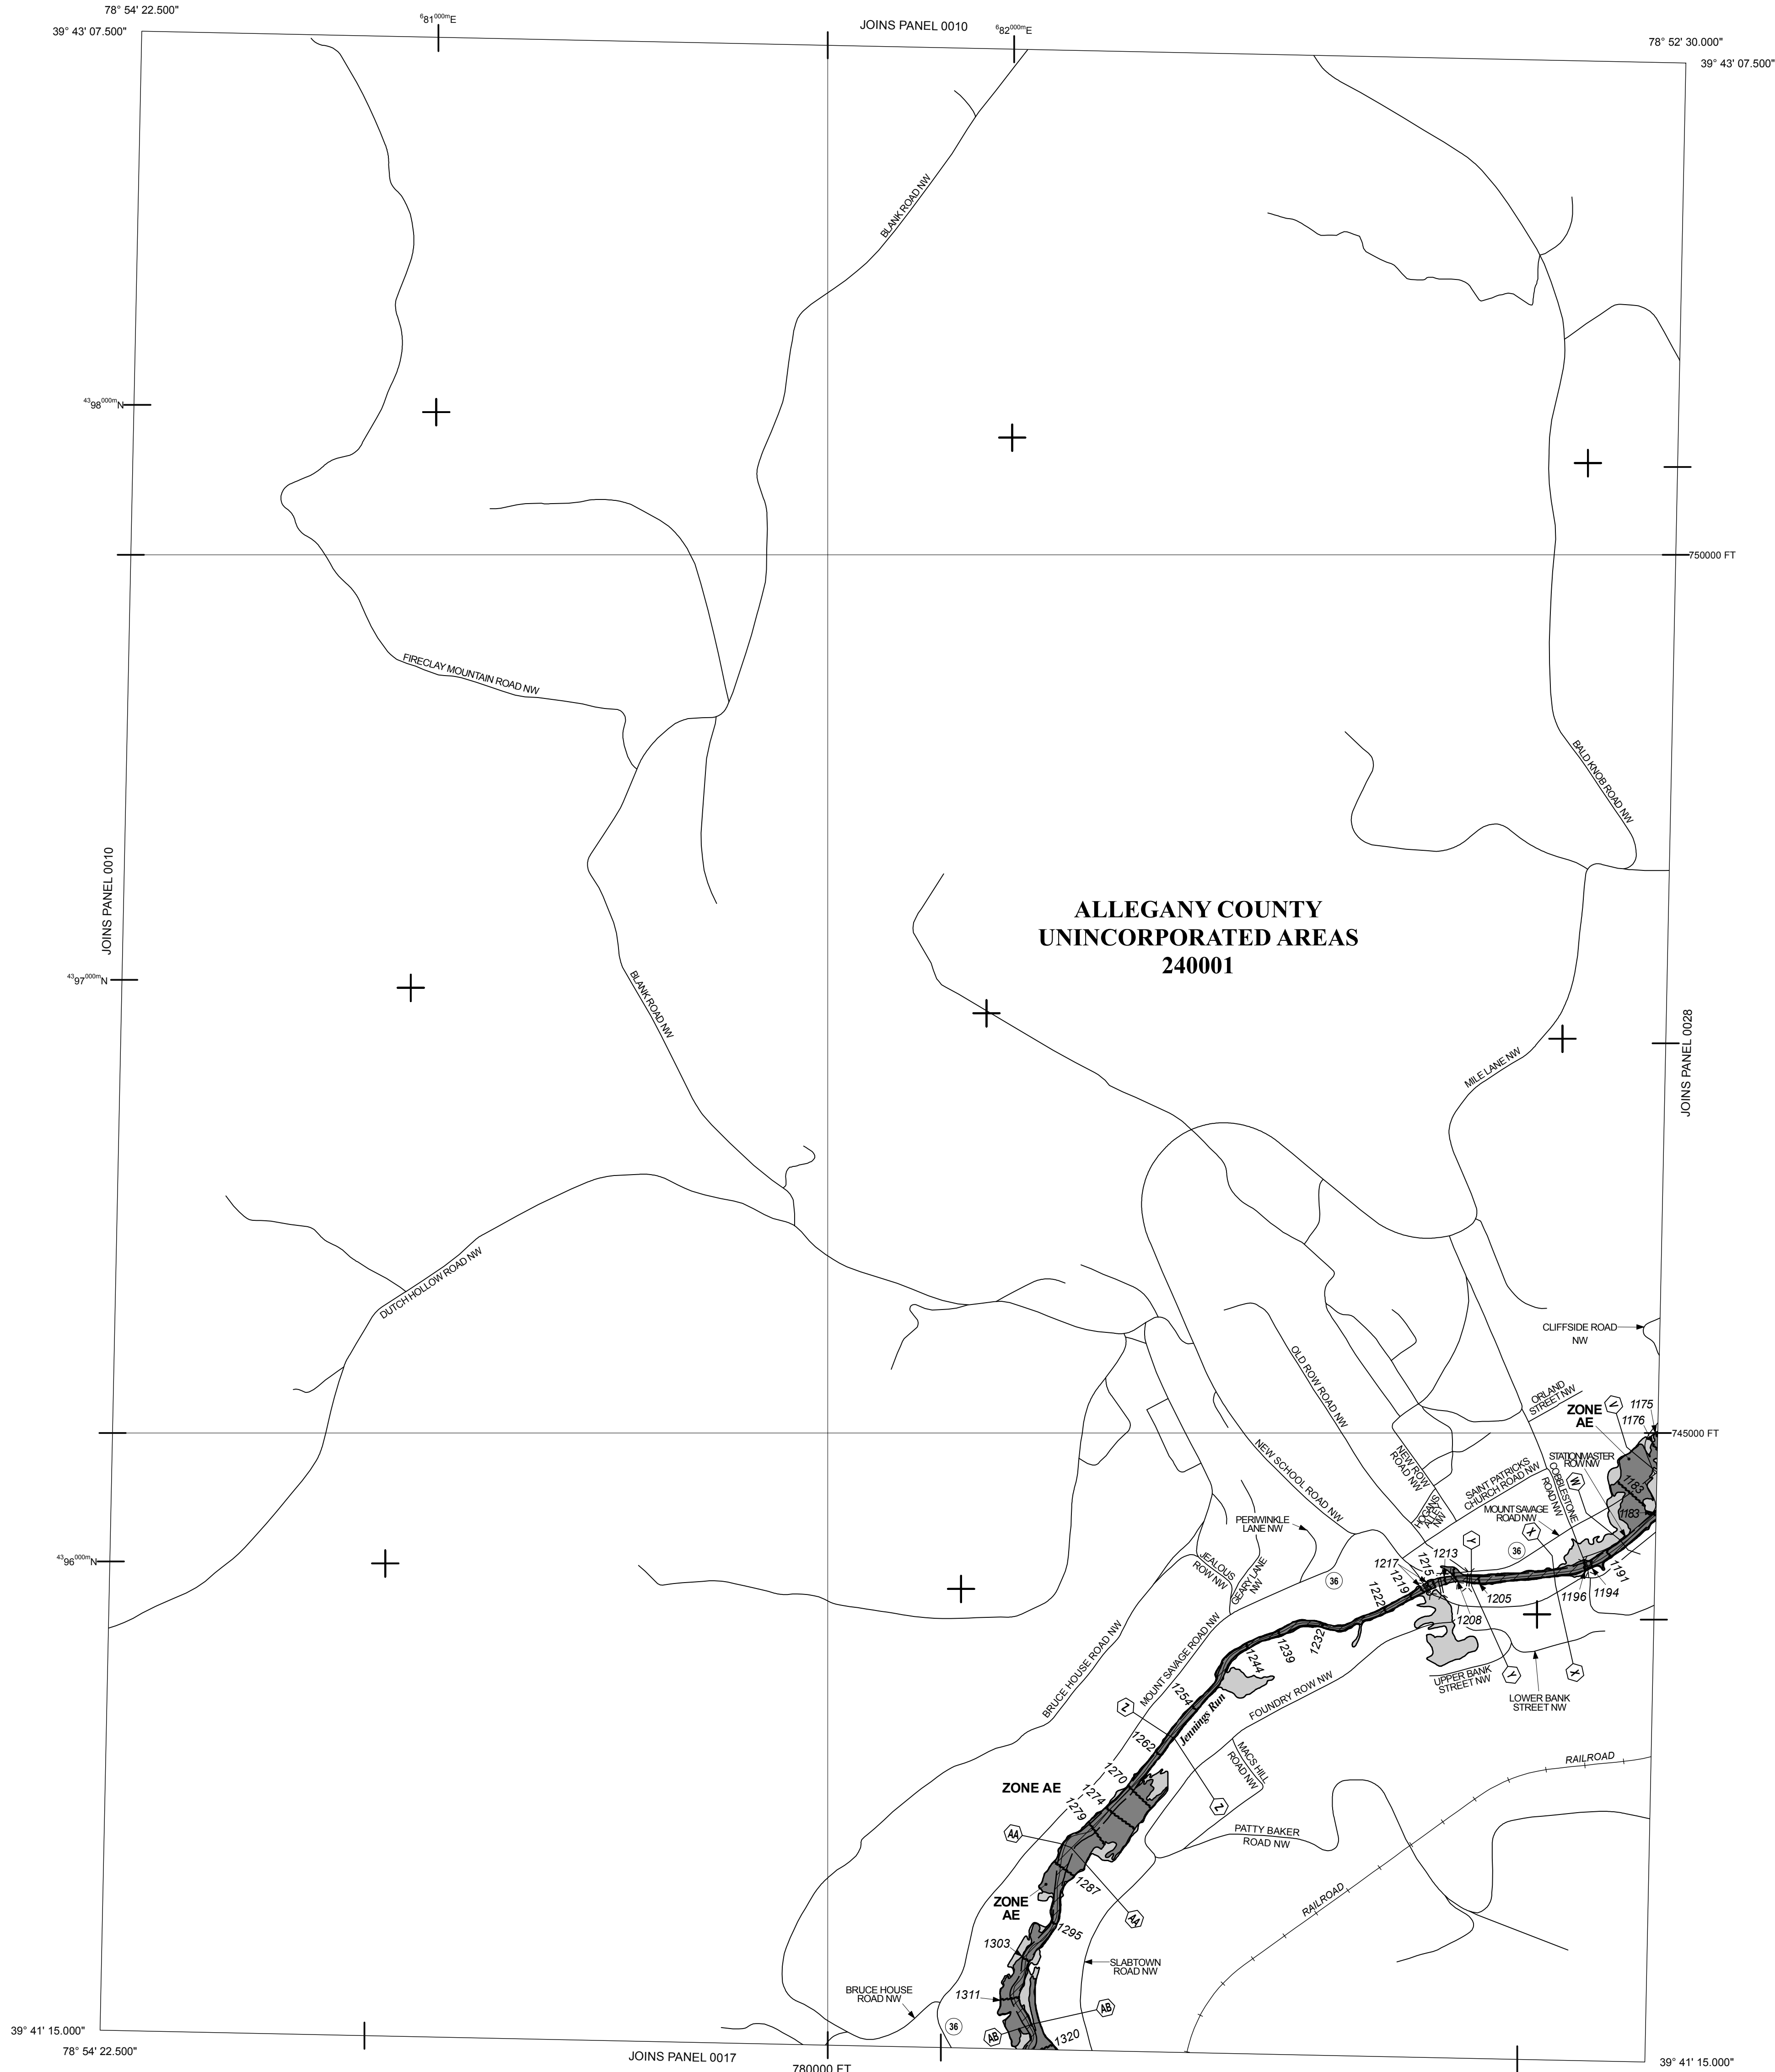 78° 54' 22.500"
681000mE
JOINS PANEL 0010
682000mE
78° 52' 30.000"
39° 43' 07.500"
39° 43' 07.500"
BLANK ROAD NW
4398000mN
750000 FT
FIRECLAY MOUNTAIN ROAD NW
BALD KNOB ROAD NW
JOINS PANEL 0010
ALLEGANY COUNTY
UNINCORPORATED AREAS
240001
4397000mN
BLANK ROAD NW
JOINS PANEL 0028
MILE LANE NW
DUTCH HOLLOW ROAD NW
CLIFFSIDE ROAD
NW
OLD ROW ROAD NW
ORLAND
STREET NW
ZONE
AE
V
1175
1176
745000 FT
NEW SCHOOL ROAD NW
NEW ROW
ROAD NW
SAINT PATRICKS
CHURCH ROAD NW
STATIONMASTER
ROW NW
COBBLESTONE
ROAD NW
W
1183
1183
HOGANS
ALLEY
NW
MOUNT SAVAGE
ROAD NW
PERIWINKLE
LANE NW
X
Y
36
JEALOUS
ROW NW
GEARY LANE
NW
4396000mN
36
1217
1215
1213
1219
1222
1191
1194
1196
1205
1208
BRUCE HOUSE ROAD NW
MOUNT SAVAGE ROAD NW
1232
1239
1244
1254
Jennings Run
FOUNDRY ROW NW
UPPER BANK
STREET NW
Y
X
LOWER BANK
STREET NW
Z
1262
MACS HILL
ROAD NW
RAILROAD
ZONE AE
1270
1274
1279
Z
AA
PATTY BAKER
ROAD NW
1287
RAILROAD
ZONE
AE
AA
1295
1303
SLABTOWN
ROAD NW
BRUCE HOUSE
ROAD NW
1311
AB
36
AB
1320
39° 41' 15.000"
78° 54' 22.500"
JOINS PANEL 0017
780000 FT
39° 41' 15.000"